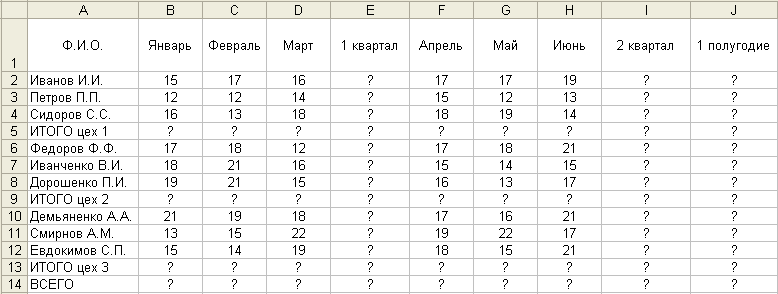 A B C D E F G H I J
1 Ф.И.О. Январь Февраль Март 1 квартал Апрель Май Июнь 2 квартал 1 полугодие
2 Иванов И.И. 15 17 16 ? 17 17 19 ? ?
3 Петров П.П. 12 12 14 ? 15 12 13 ? ?
4 Сидоров С.С. 16 13 18 ? 18 19 14 ? ?
5 ИТОГО цех 1 ? ? ? ? ? ? ? ? ?
6 Федоров Ф.Ф. 17 18 12 ? 17 18 21 ? ?
7 Иванченко В.И. 18 21 16 ? 15 14 15 ? ?
8 Дорошенко П.И. 19 21 15 ? 16 13 17 ? ?
9 ИТОГО цех 2 ? ? ? ? ? ? ? ? ?
10 Демьяненко А.А. 21 19 18 ? 17 16 21 ? ?
11 Смирнов А.М. 13 15 22 ? 19 22 17 ? ?
12 Евдокимов С.П. 15 14 19 ? 18 15 21 ? ?
13 ИТОГО цех 3 ? ? ? ? ? ? ? ? ?
14 ВСЕГО ? ? ? ? ? ? ? ? ?